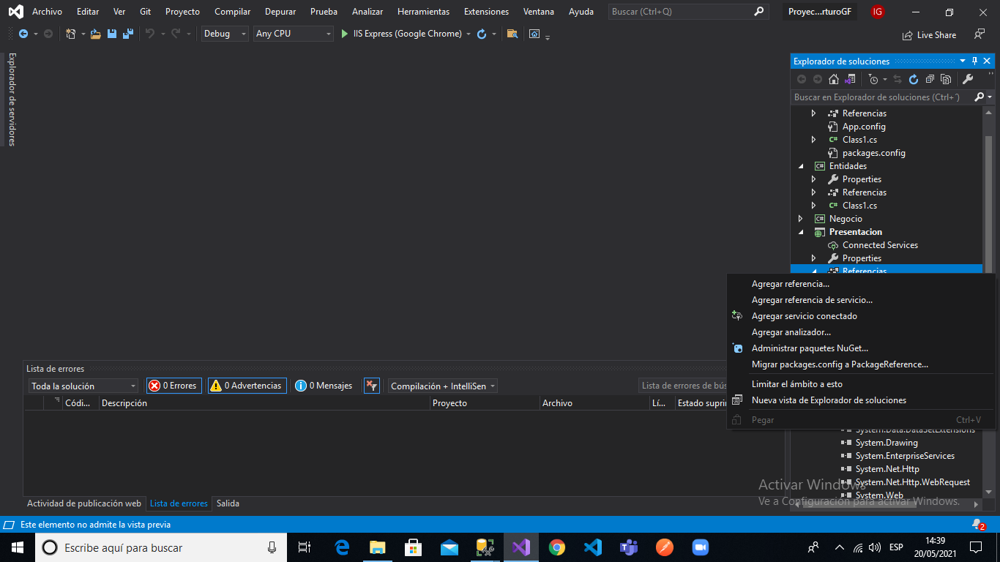 Archivo Editar Ver Git Proyecto Compilar Depurar Prueba Analizar Herramientas Extensiones Ventana Ayuda Buscar (Ctrl+Q) Proyec...rturoGF IG
Debug Any CPU IIS Express (Google Chrome) Live Share
Explorador de servidores
Explorador de soluciones
Buscar en Explorador de soluciones (Ctrl+´)
Referencias
App.config
C# Class1.cs
packages.config
C# Entidades
Properties
Referencias
C# Class1.cs
C# Negocio
Presentacion
Connected Services
Properties
Referencias
Agregar referencia...
Agregar referencia de servicio...
Agregar servicio conectado
Agregar analizador...
Administrar paquetes NuGet...
Migrar packages.config a PackageReference...
Limitar el ámbito a esto
Nueva vista de Explorador de soluciones
Pegar Ctrl+V
System.Data.DataSetExtensions
System.Drawing
System.EnterpriseServices
System.Net.Http
System.Net.Http.WebRequest
System.Web
Lista de errores
Toda la solución 0 Errores 0 Advertencias 0 Mensajes Compilación + IntelliSen Lista de errores de bús
Códi... Descripción Proyecto Archivo Lí... Estado suprin
Activar Windows
Ve a Configuración para activar Windows.
Actividad de publicación web Lista de errores Salida
Este elemento no admite la vista previa 2
Escribe aquí para buscar ESP 14:39
20/05/2021